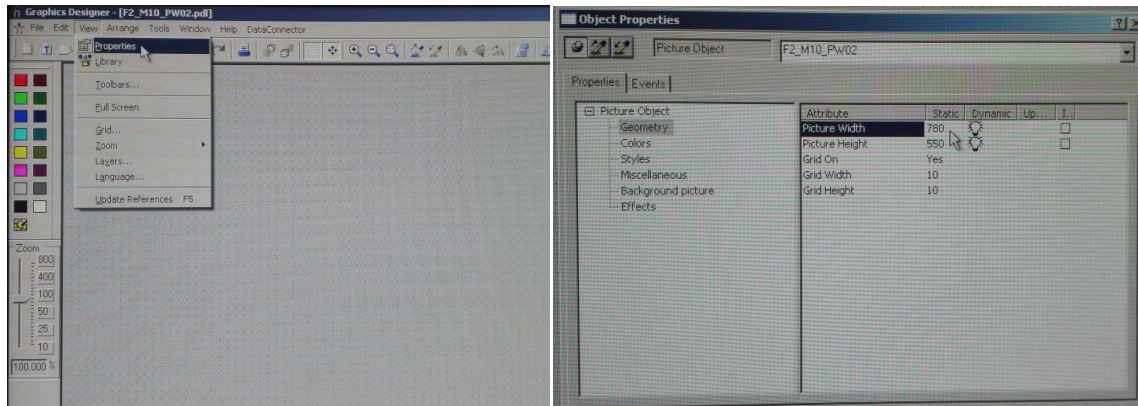 Graphics Designer - [F2_M10_PW02.pdl]
File Edit View Arrange Tools Window Help DataConnector
Properties
Library
Toolbars...
Full Screen
Grid...
Zoom
Layers...
Language...
Update References F5
Zoom
800
400
100
50
25
10
100.000 %
Object Properties
Picture Object F2_M10_PW02
Properties Events
Picture Object
Geometry
Colors
Styles
Miscellaneous
Background picture
Effects
Attribute Static Dynamic Up... I..
Picture Width 780
Picture Height 550
Grid On Yes
Grid Width 10
Grid Height 10